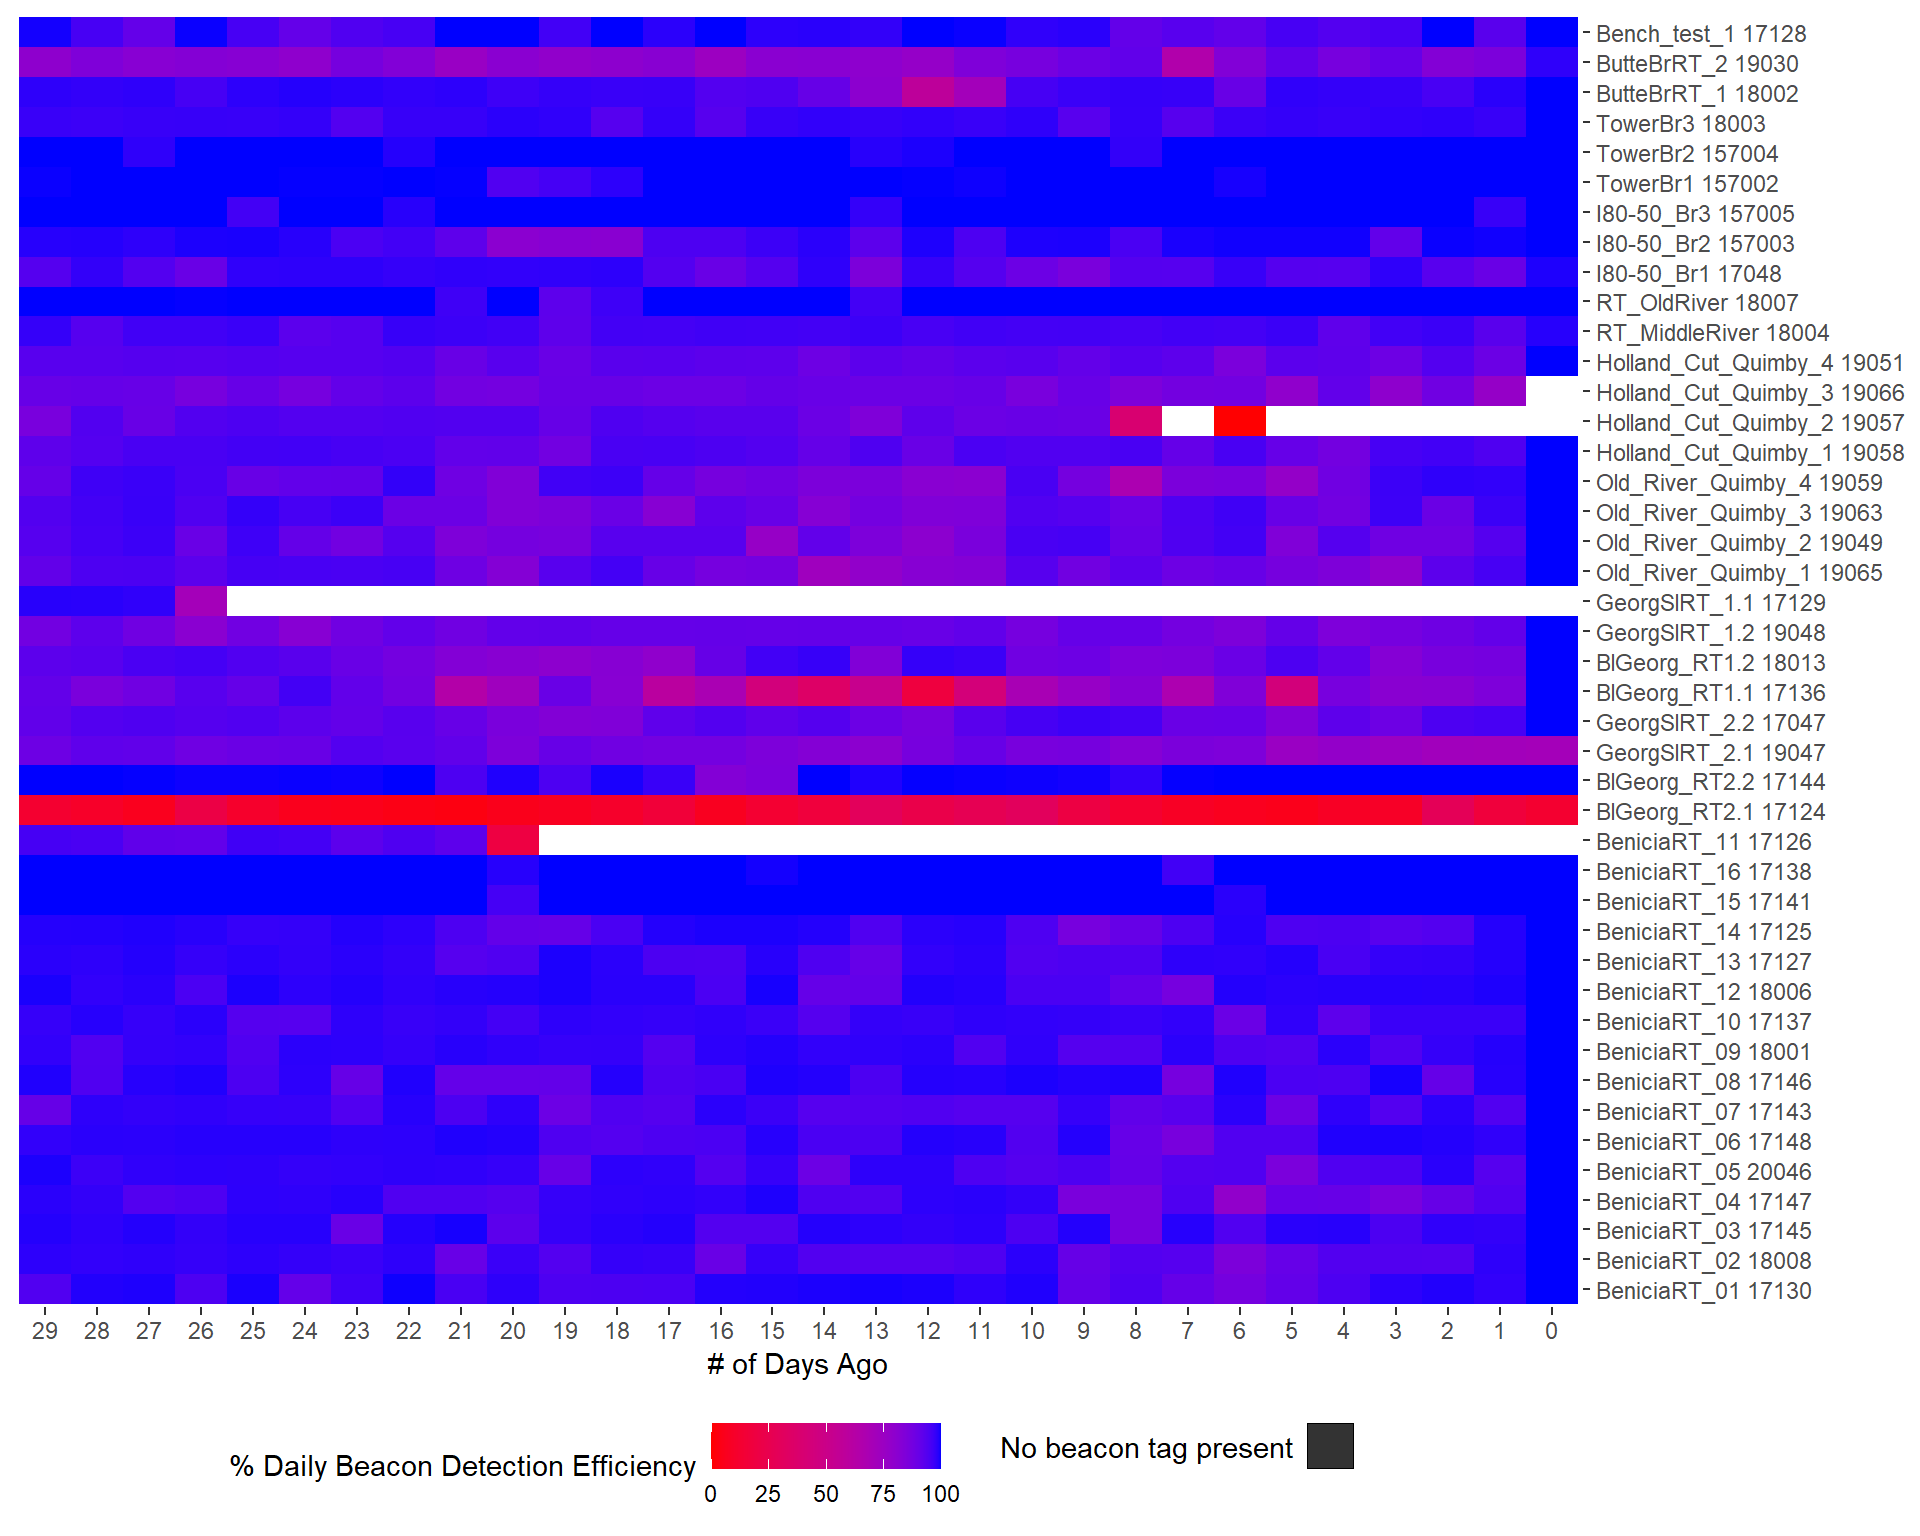 Bench_test_1 17128
ButteBrRT_2 19030
ButteBrRT_1 18002
TowerBr3 18003
TowerBr2 157004
TowerBr1 157002
I80-50_Br3 157005
I80-50_Br2 157003
I80-50_Br1 17048
RT_OldRiver 18007
RT_MiddleRiver 18004
Holland_Cut_Quimby_4 19051
Holland_Cut_Quimby_3 19066
Holland_Cut_Quimby_2 19057
Holland_Cut_Quimby_1 19058
Old_River_Quimby_4 19059
Old_River_Quimby_3 19063
Old_River_Quimby_2 19049
Old_River_Quimby_1 19065
GeorgSlRT_1.1 17129
GeorgSlRT_1.2 19048
BlGeorg_RT1.2 18013
BlGeorg_RT1.1 17136
GeorgSlRT_2.2 17047
GeorgSlRT_2.1 19047
BlGeorg_RT2.2 17144
BlGeorg_RT2.1 17124
BeniciaRT_11 17126
BeniciaRT_16 17138
BeniciaRT_15 17141
BeniciaRT_14 17125
BeniciaRT_13 17127
BeniciaRT_12 18006
BeniciaRT_10 17137
BeniciaRT_09 18001
BeniciaRT_08 17146
BeniciaRT_07 17143
BeniciaRT_06 17148
BeniciaRT_05 20046
BeniciaRT_04 17147
BeniciaRT_03 17145
BeniciaRT_02 18008
BeniciaRT_01 17130
29 28 27 26 25 24 23 22 21 20 19 18 17 16 15 14 13 12 11 10 9 8 7 6 5 4 3 2 1 0
# of Days Ago
% Daily Beacon Detection Efficiency
0 25 50 75 100
No beacon tag present